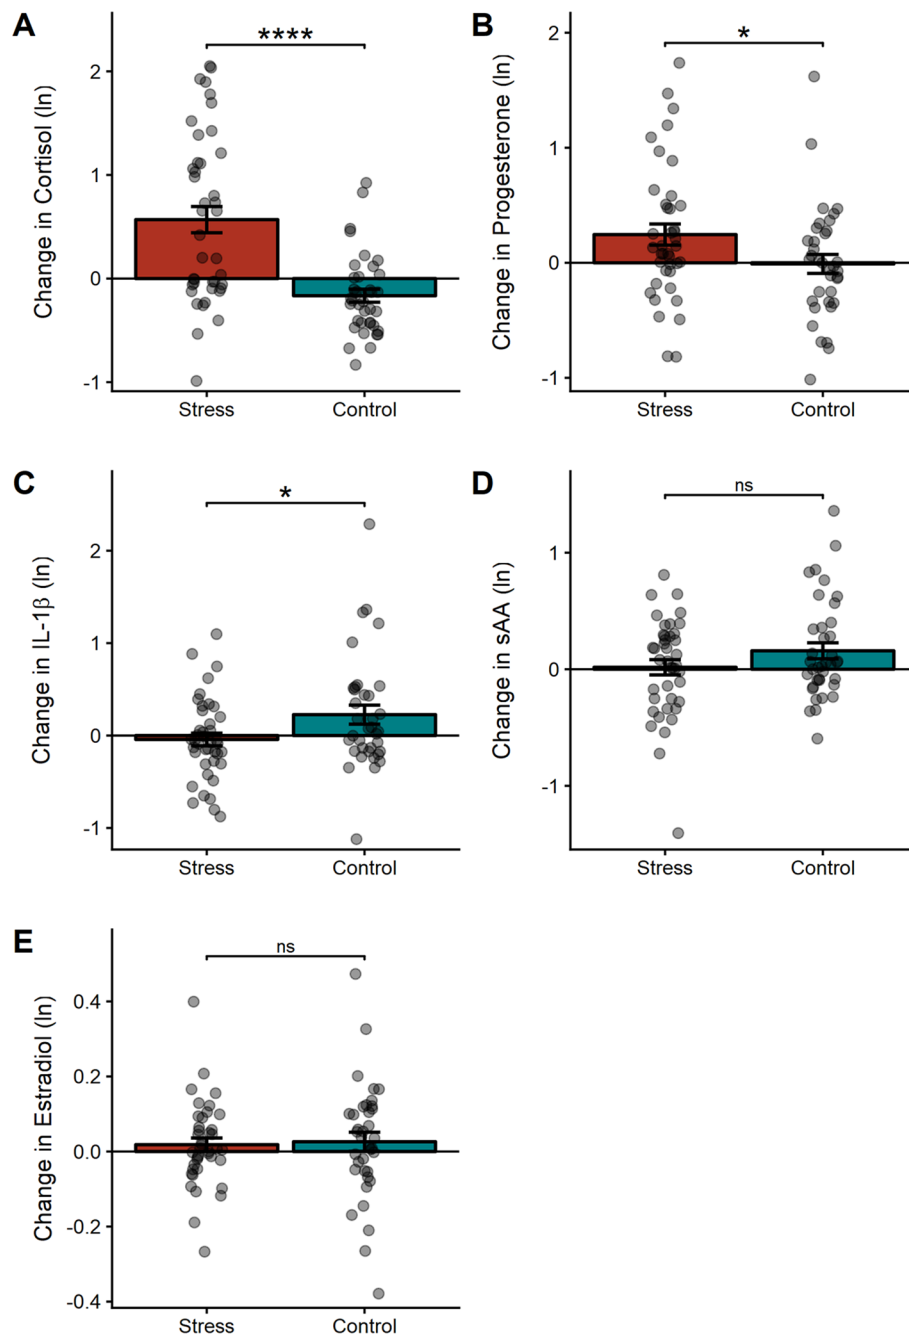 A
Change in Cortisol (ln)
2
1
0
-1
****
Stress
Control
B
Change in Progesterone (ln)
2
1
0
-1
*
Stress
Control
C
Change in IL-1β (ln)
2
1
0
-1
*
Stress
Control
D
Change in sAA (ln)
1
0
-1
ns
Stress
Control
E
Change in Estradiol (ln)
0.4
0.2
0.0
-0.2
-0.4
ns
Stress
Control